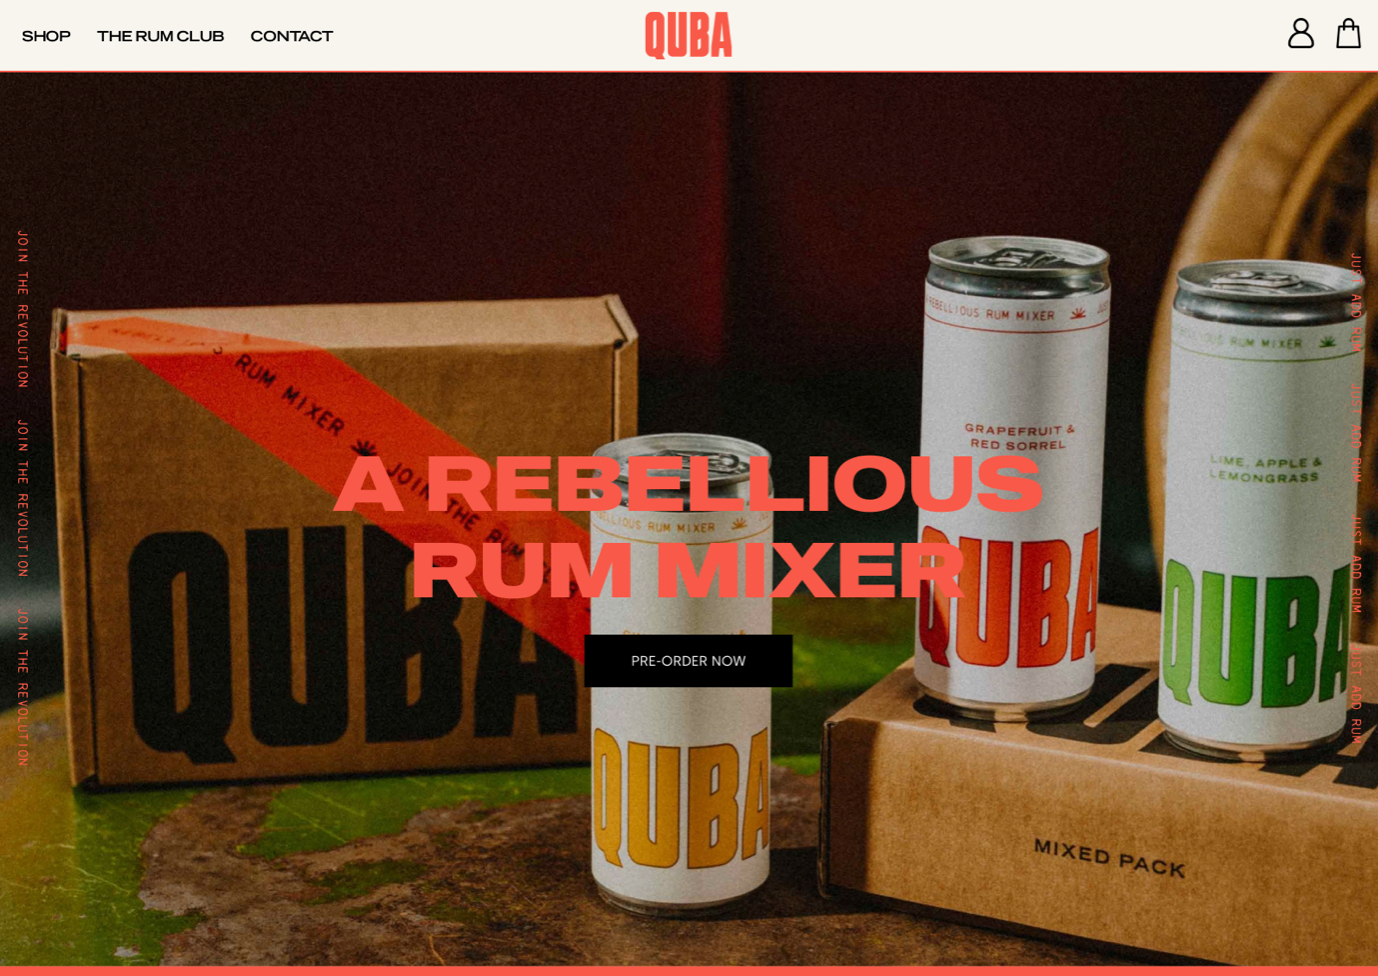 SHOP
THE RUM CLUB
CONTACT
QUBA
JOIN THE REVOLUTION JOIN THE REVOLUTION JOIN THE REVOLUTION
RUM MIXER JOIN THE RUM
QUBA
A REBELLIOUS
RUM MIXER
PRE-ORDER NOW
RUM MIXER
QUBA
REBELLIOUS RUM MIXER
GRAPEFRUIT &
RED SORREL
QUBA
RUM MIXER
LIME, APPLE &
LEMONGRASS
QUBA
MIXED PACK
JUST ADD RUM JUST ADD RUM JUST ADD RUM JUST ADD RUM